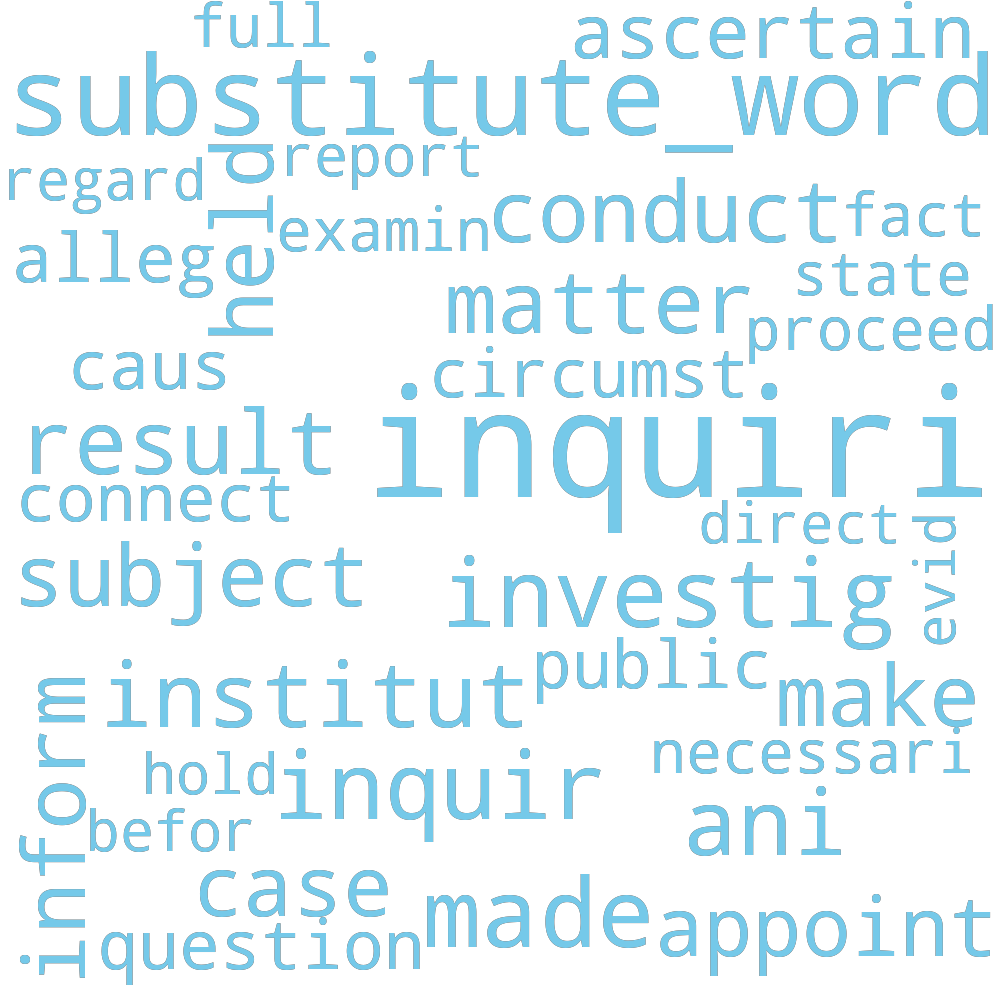 full
ascertain
substitute_word
report
regard
held
conduct
fact
examin
alleg
state
matter
proceed
caus
circumst
inquiri
result
connect
direct
evid
subject
investig
public
institut
make
inform
necessari
hold
inquir
ani
befor
case
made
appoint
question